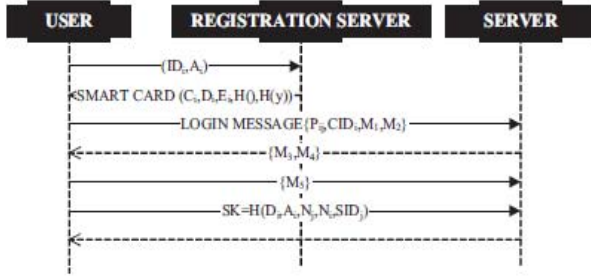 USER REGISTRATION SERVER SERVER
(IDᵢ,Aᵢ)
SMART CARD (Cᵢ,Dᵢ,Eᵢ,H(),H(y))
LOGIN MESSAGE{Pᵢⱼ,CIDᵢ,M₁,M₂}
{M₃,M₄}
{M₅}
SK=H(Dᵢ,Aᵢ,Nⱼ,Nᵢ,SIDⱼ)